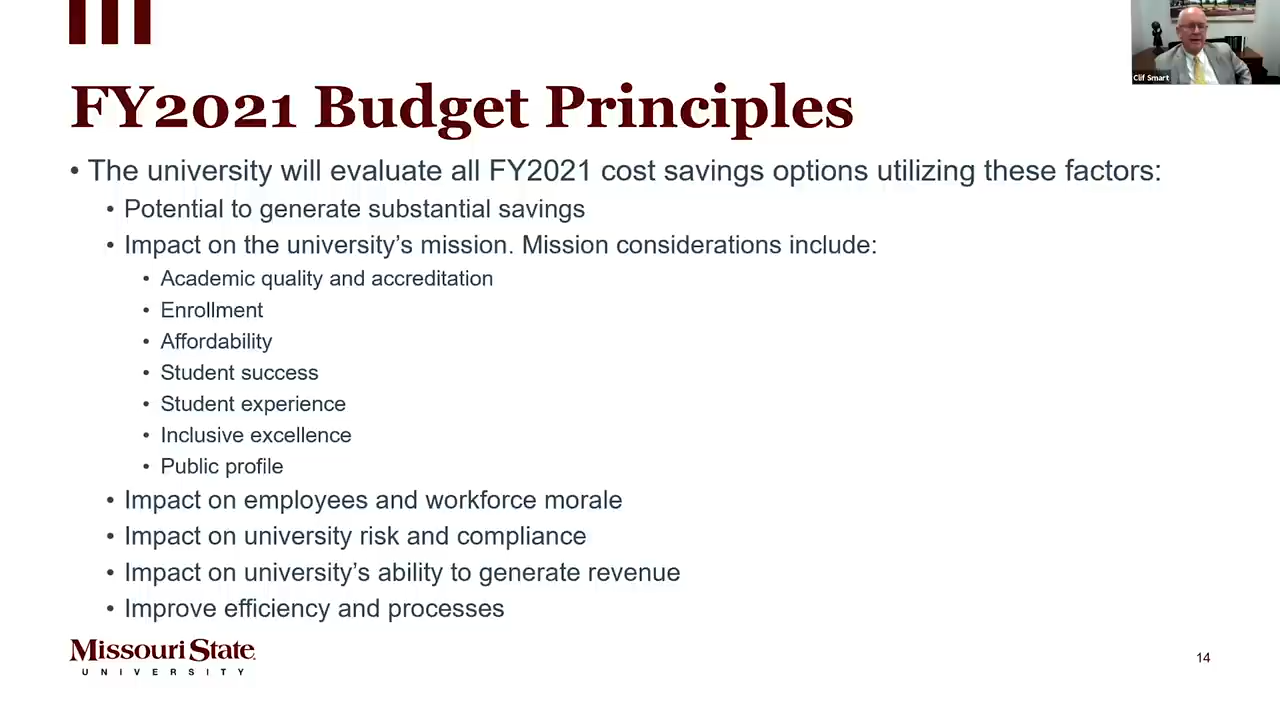 Clif Smart
FY2021 Budget Principles
• The university will evaluate all FY2021 cost savings options utilizing these factors:
• Potential to generate substantial savings
• Impact on the university’s mission. Mission considerations include:
• Academic quality and accreditation
• Enrollment
• Affordability
• Student success
• Student experience
• Inclusive excellence
• Public profile
• Impact on employees and workforce morale
• Impact on university risk and compliance
• Impact on university’s ability to generate revenue
• Improve efficiency and processes
Missouri State
UNIVERSITY
14